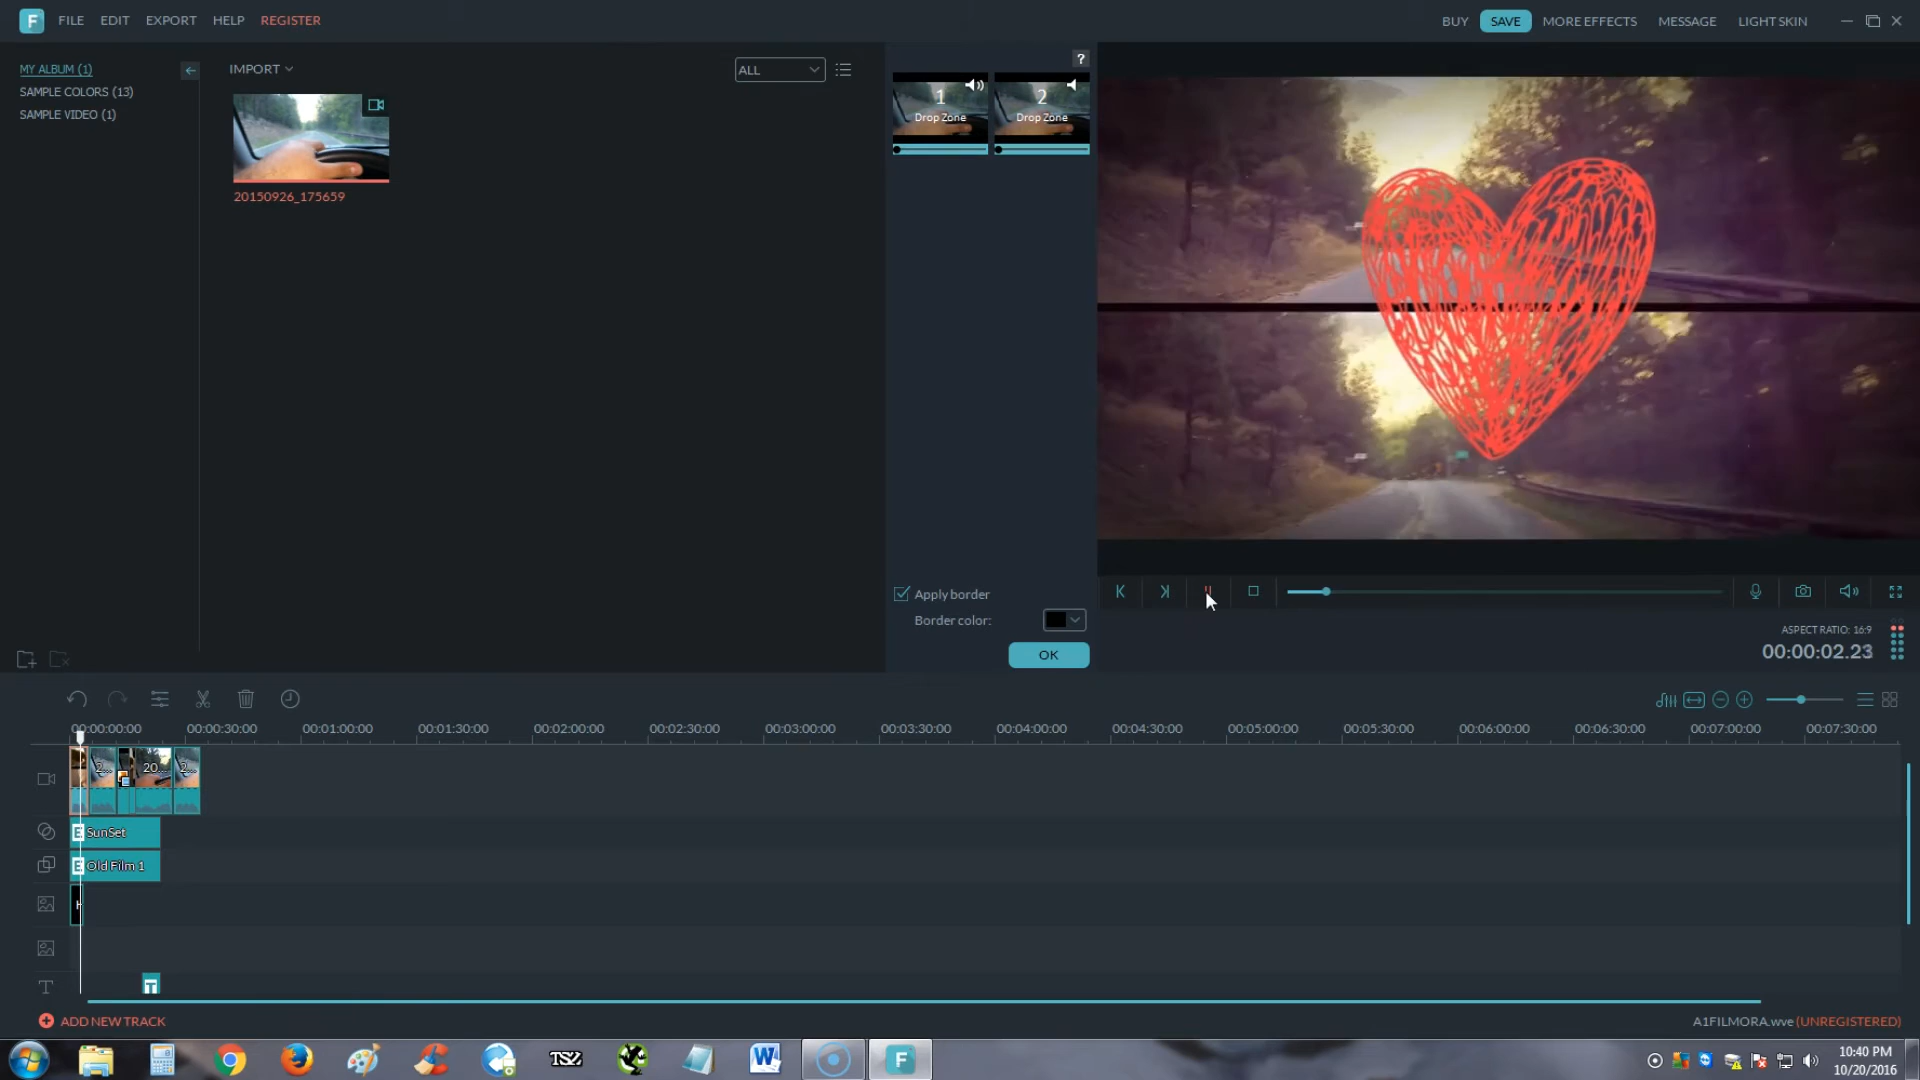 F FILE EDIT EXPORT HELP REGISTER
BUY SAVE MORE EFFECTS MESSAGE LIGHT SKIN
MY ALBUM (1)
SAMPLE COLORS (13)
SAMPLE VIDEO (1)
IMPORT
ALL
20150926_175659
?
1
Drop Zone
2
Drop Zone
Apply border
Border color:
OK
ASPECT RATIO: 16:9
00:00:02.23
00:00:00:00 00:00:30:00 00:01:00:00 00:01:30:00 00:02:00:00 00:02:30:00 00:03:00:00 00:03:30:00 00:04:00:00 00:04:30:00 00:05:00:00 00:05:30:00 00:06:00:00 00:06:30:00 00:07:00:00 00:07:30:00
2... 20... 2...
E SunSet
E Old Film 1
T T
ADD NEW TRACK
A1FILMORA.wve (UNREGISTERED)
TS2 W F
10:40 PM
10/20/2016